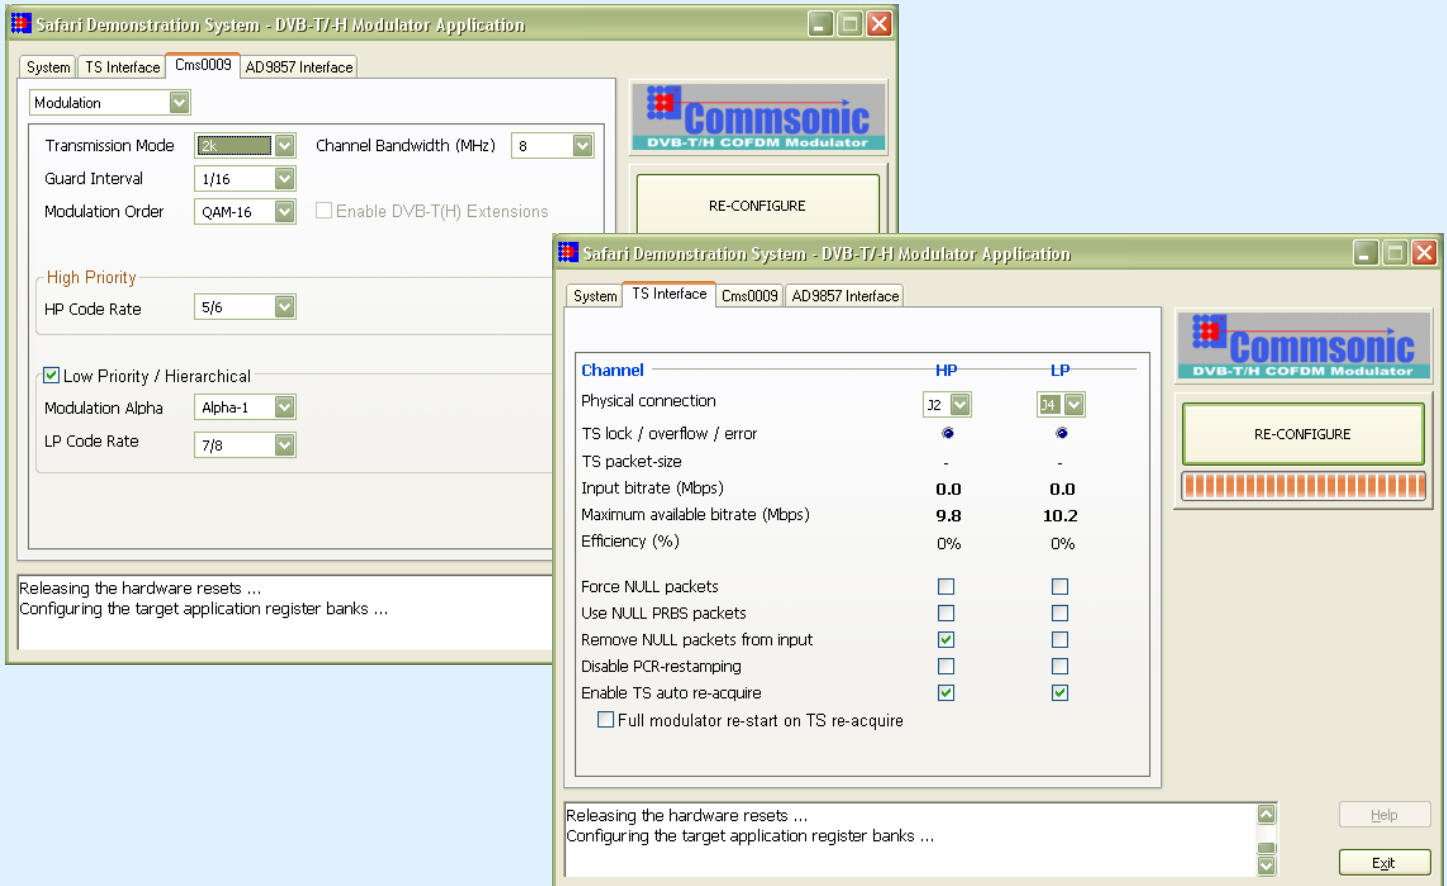 Safari Demonstration System - DVB-T/-H Modulator Application
System TS Interface Cms0009 AD9857 Interface
Modulation
Transmission Mode 2k Channel Bandwidth (MHz) 8
Guard Interval 1/16
Modulation Order QAM-16 Enable DVB-T(H) Extensions
High Priority
HP Code Rate 5/6
Low Priority / Hierarchical
Modulation Alpha Alpha-1
LP Code Rate 7/8
Commsonic
DVB-T/H COFDM Modulator
RE-CONFIGURE
Releasing the hardware resets ...
Configuring the target application register banks ...
Safari Demonstration System - DVB-T/-H Modulator Application
System TS Interface Cms0009 AD9857 Interface
Channel HP LP
Physical connection J2 J4
TS lock / overflow / error
TS packet-size - -
Input bitrate (Mbps) 0.0 0.0
Maximum available bitrate (Mbps) 9.8 10.2
Efficiency (%) 0% 0%
Force NULL packets
Use NULL PRBS packets
Remove NULL packets from input
Disable PCR-restamping
Enable TS auto re-acquire
Full modulator re-start on TS re-acquire
Commsonic
DVB-T/H COFDM Modulator
RE-CONFIGURE
Releasing the hardware resets ...
Configuring the target application register banks ...
Help
Exit